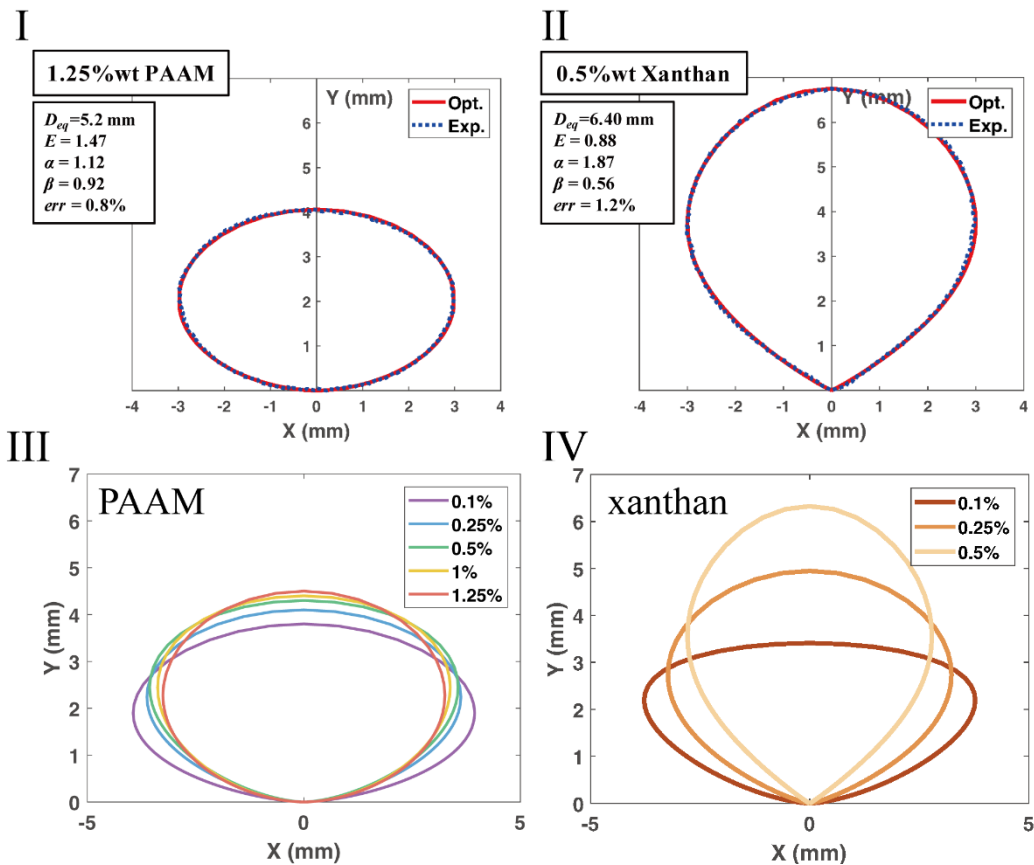 I
1.25%wt PAAM
D_eq=5.2 mm
E = 1.47
α = 1.12
β = 0.92
err = 0.8%
Y (mm)
Opt.
Exp.
6
5
4
3
2
1
-4 -3 -2 -1 0 1 2 3 4
X (mm)
II
0.5%wt Xanthan
D_eq=6.40 mm
E = 0.88
α = 1.87
β = 0.56
err = 1.2%
Y (mm)
Opt.
Exp.
6
5
4
3
2
1
-4 -3 -2 -1 0 1 2 3 4
X (mm)
III
PAAM
0.1%
0.25%
0.5%
1%
1.25%
7
6
5
4
3
2
1
0
Y (mm)
-5 0 5
X (mm)
IV
xanthan
0.1%
0.25%
0.5%
7
6
5
4
3
2
1
0
Y (mm)
-5 0 5
X (mm)